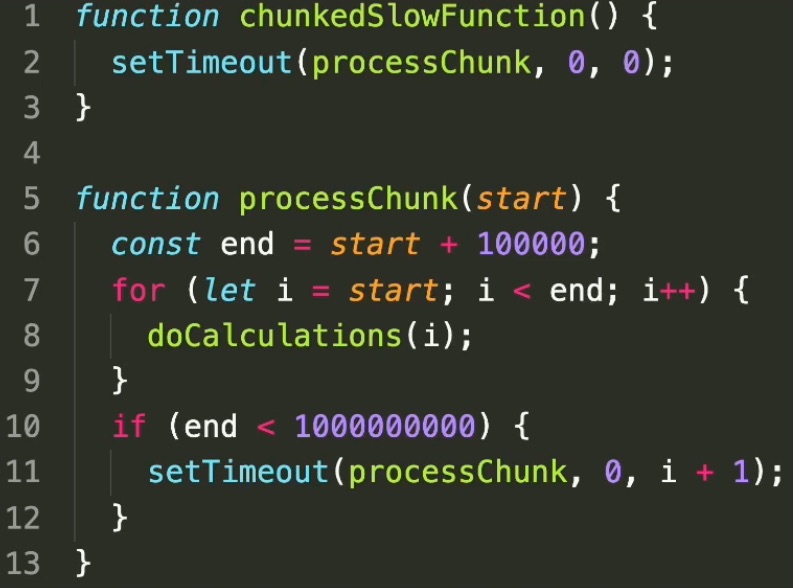 1 function chunkedSlowFunction() {
2 setTimeout(processChunk, 0, 0);
3 }
4
5 function processChunk(start) {
6 const end = start + 100000;
7 for (let i = start; i < end; i++) {
8 doCalculations(i);
9 }
10 if (end < 1000000000) {
11 setTimeout(processChunk, 0, i + 1);
12 }
13 }